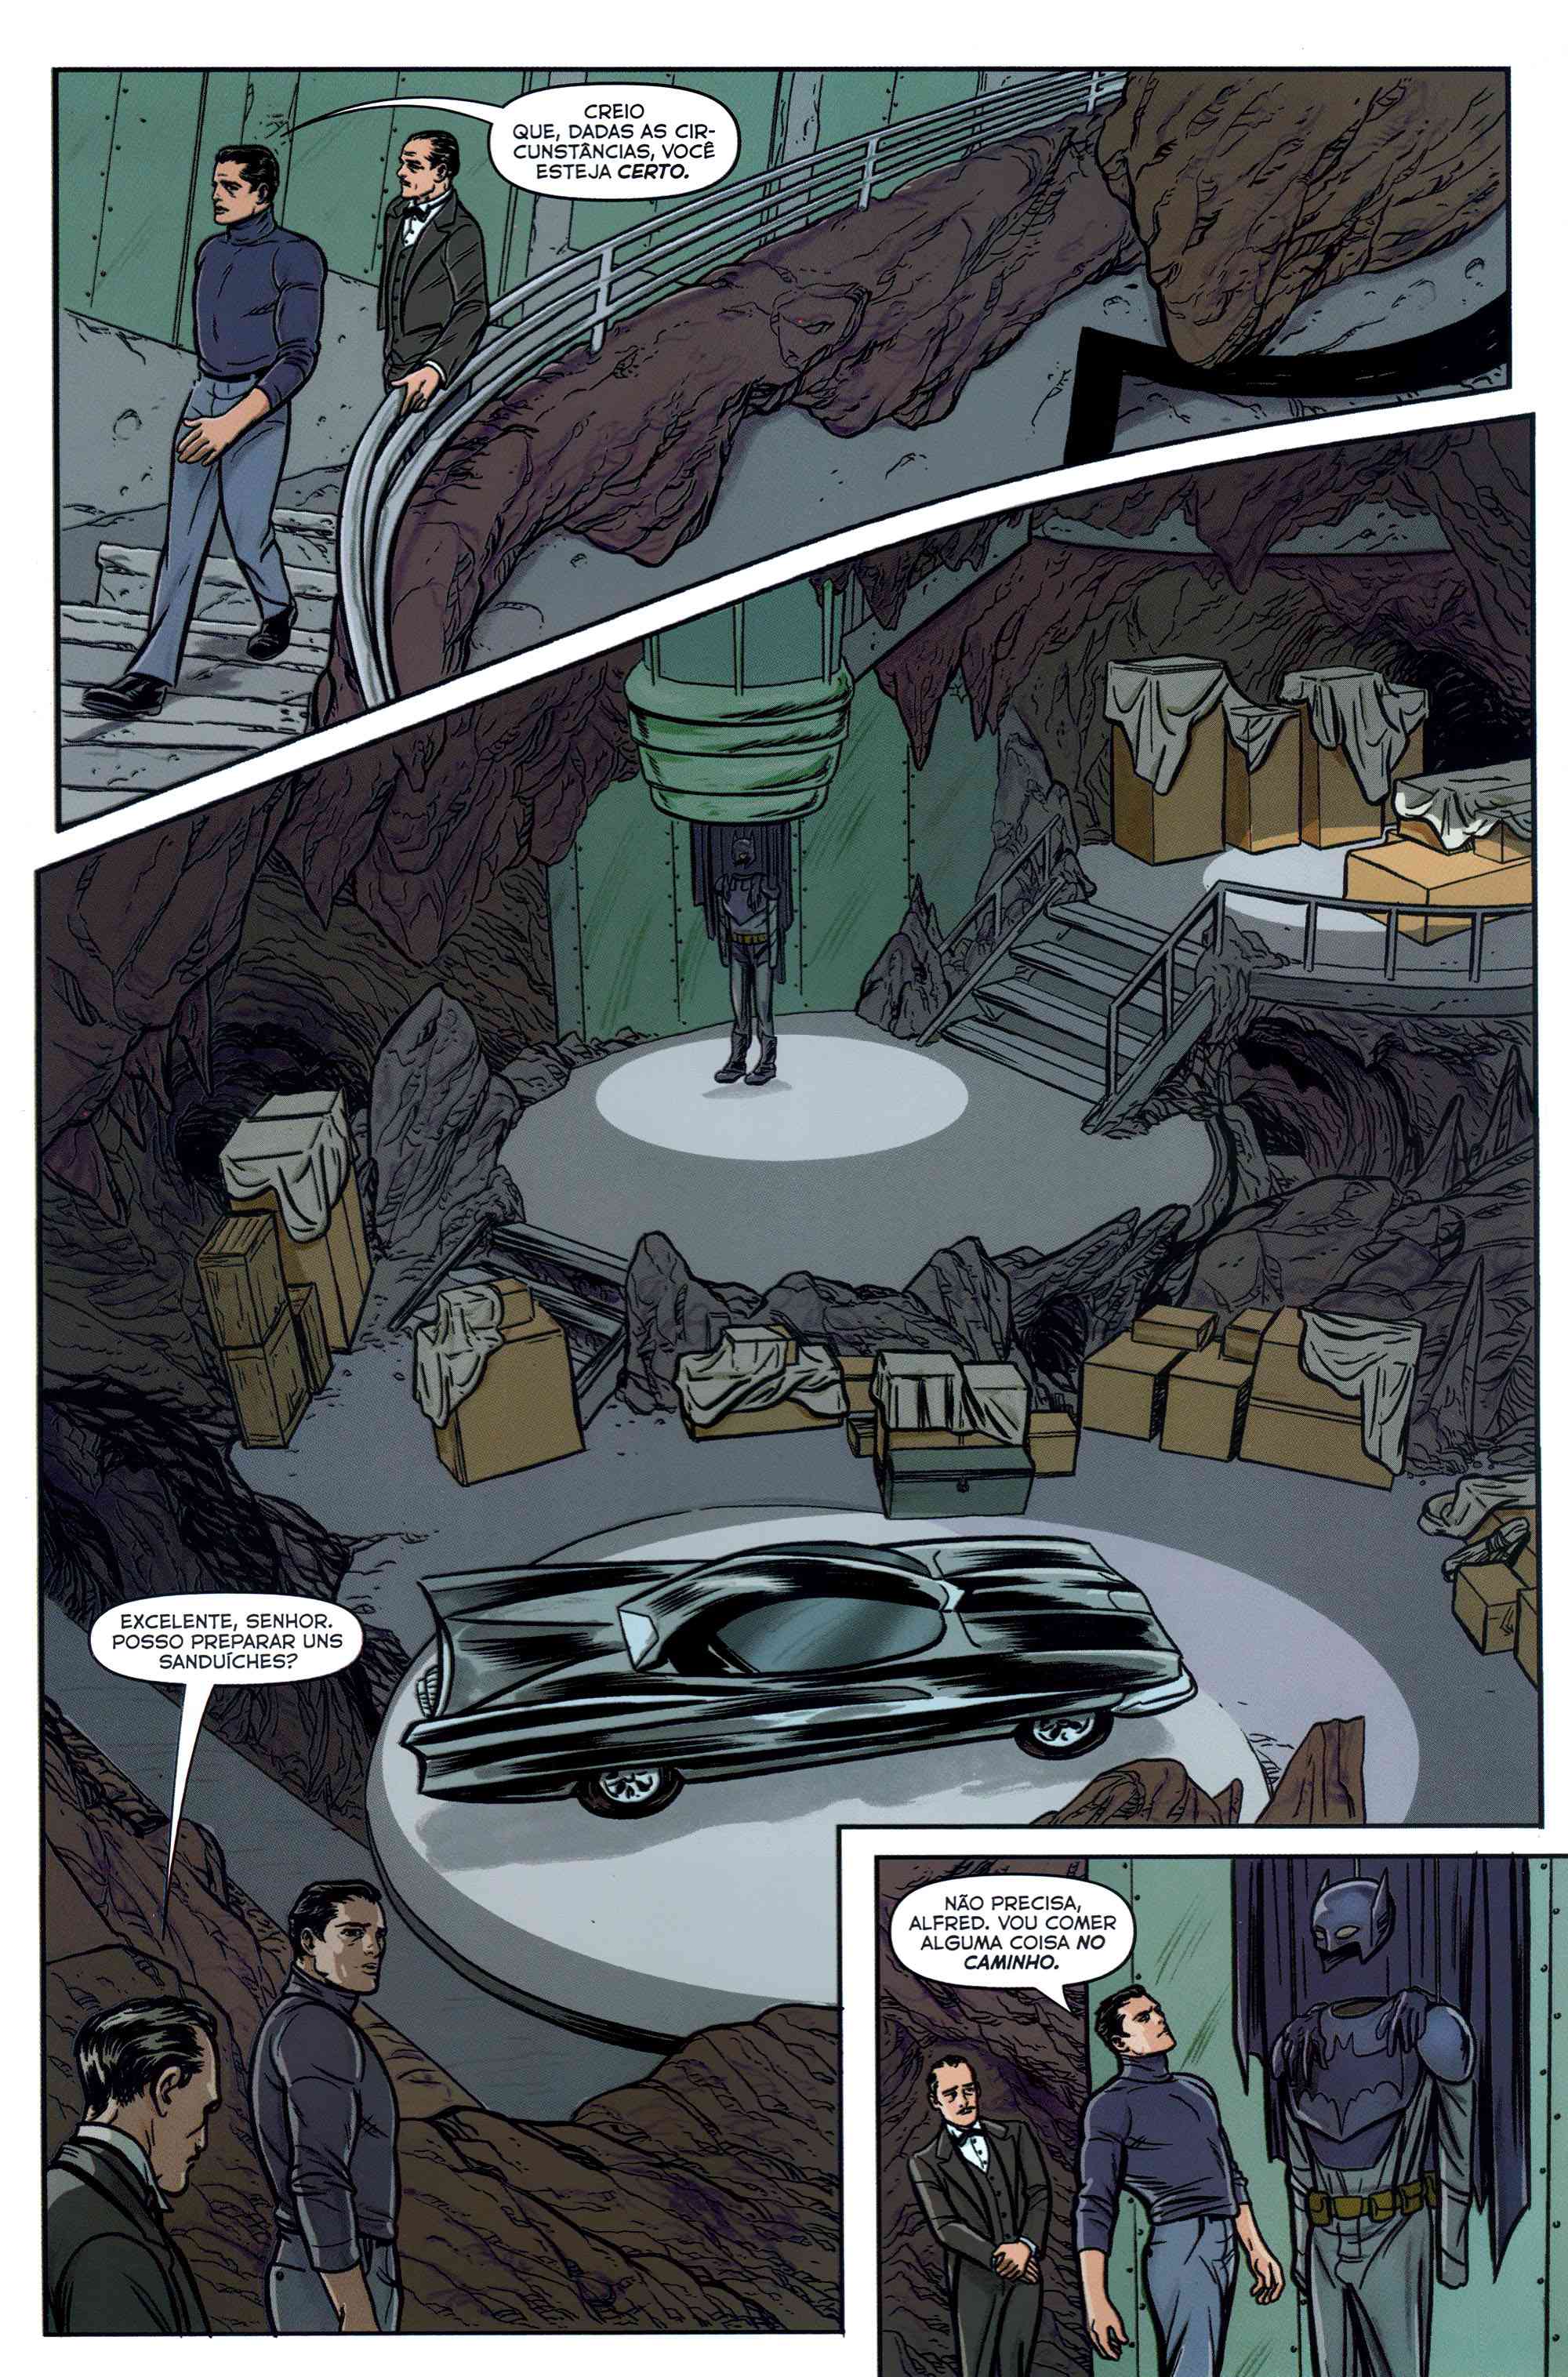 CREIO
QUE, DADAS AS CIR-
CUNSTÂNCIAS, VOCÊ
ESTEJA CERTO.
EXCELENTE, SENHOR.
POSSO PREPARAR UNS
SANDUÍCHES?
NÃO PRECISA,
ALFRED. VOU COMER
ALGUMA COISA NO
CAMINHO.